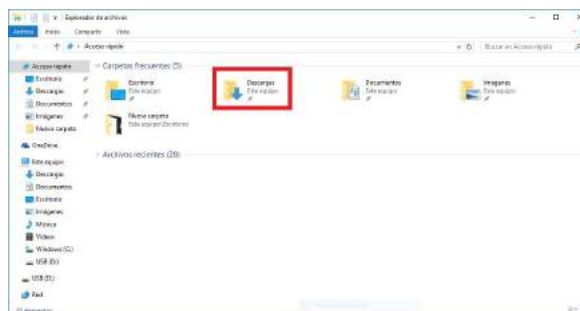 Explorador de archivos
Archivo Inicio Compartir Vista
Acceso rápido
Buscar en Acceso rápido
Acceso rápido
Escritorio
Descargas
Documentos
Imágenes
Nueva carpeta
OneDrive
Este equipo
Descargas
Documentos
Escritorio
Imágenes
Música
Vídeos
Windows (C:)
USB (D:)
USB (D:)
Red
Carpetas frecuentes (5)
Escritorio
Este equipo
Descargas
Este equipo
Documentos
Este equipo
Imágenes
Este equipo
Nueva carpeta
Este equipo\Escritorio
Archivos recientes (20)